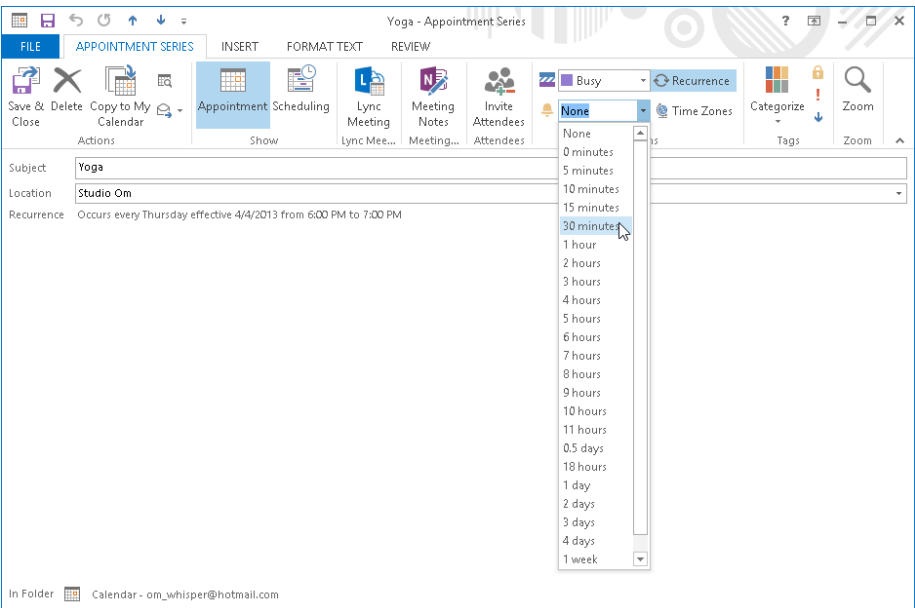 Yoga - Appointment Series
?
FILE APPOINTMENT SERIES INSERT FORMAT TEXT REVIEW
Save & Close
Delete
Copy to My Calendar
Actions
Appointment
Scheduling
Show
Lync Meeting
Lync Mee...
Meeting Notes
Meeting...
Invite Attendees
Attendees
Busy
Recurrence
None
Time Zones
Categorize
Tags
Zoom
Zoom
None
0 minutes
5 minutes
10 minutes
15 minutes
30 minutes
1 hour
2 hours
3 hours
4 hours
5 hours
6 hours
7 hours
8 hours
9 hours
10 hours
11 hours
0.5 days
18 hours
1 day
2 days
3 days
4 days
1 week
Subject Yoga
Location Studio Om
Recurrence Occurs every Thursday effective 4/4/2013 from 6:00 PM to 7:00 PM
In Folder Calendar - om_whisper@hotmail.com